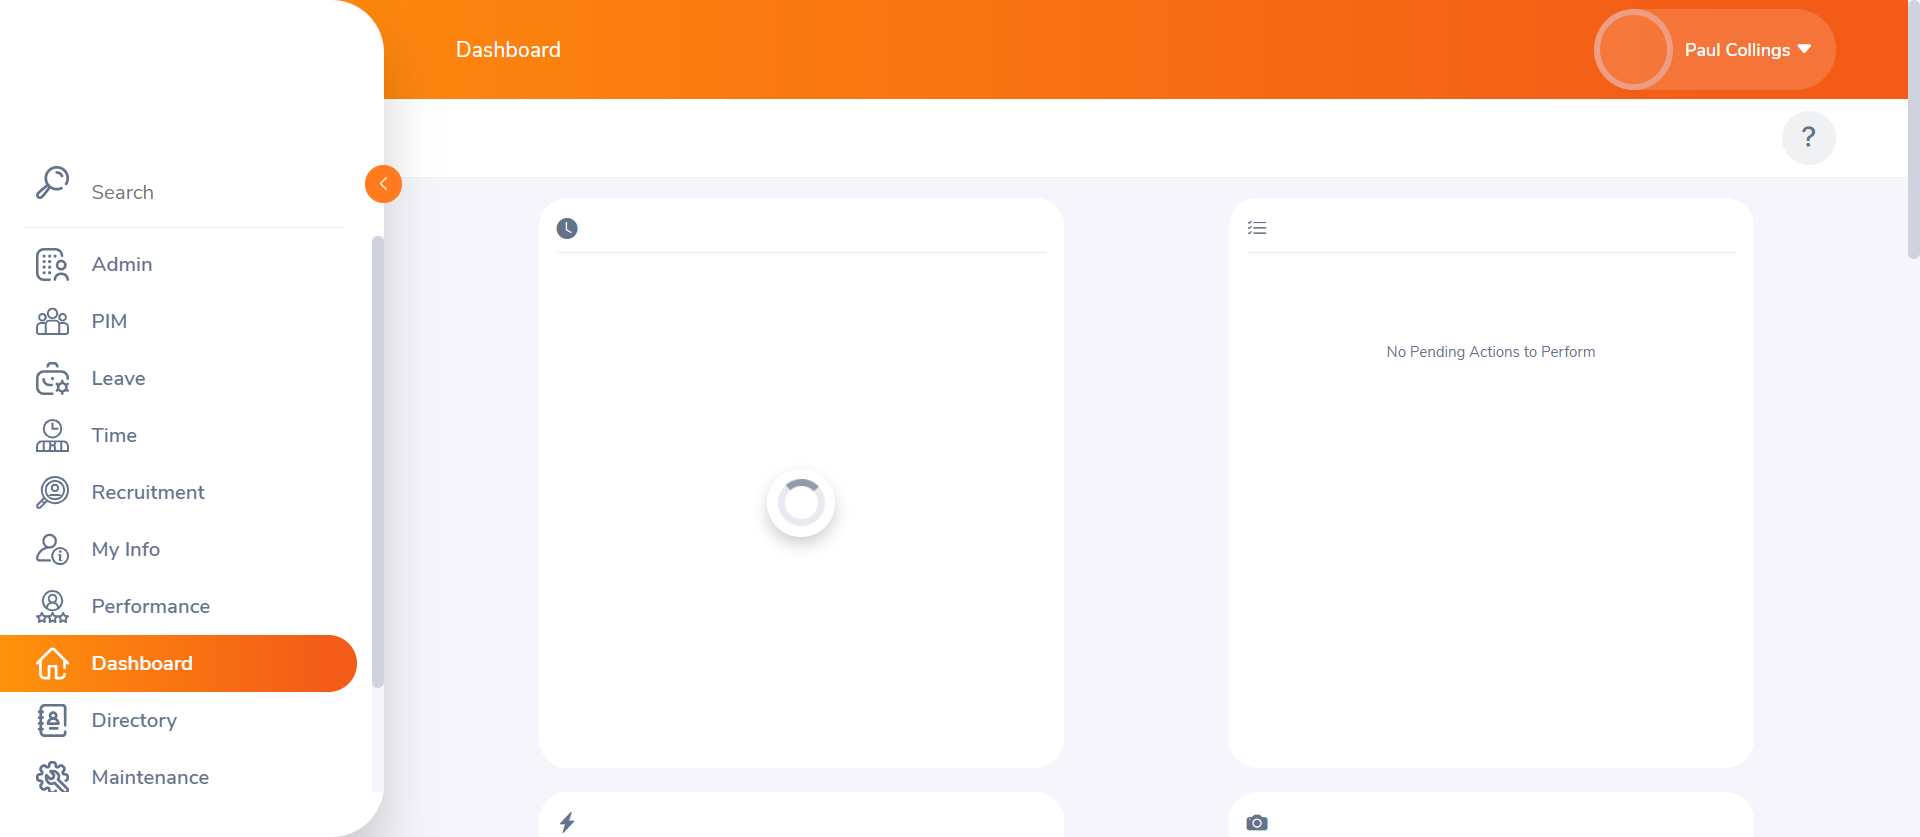 Dashboard
Paul Collings
?
Search
Admin
PIM
Leave
Time
Recruitment
My Info
Performance
Dashboard
Directory
Maintenance
No Pending Actions to Perform